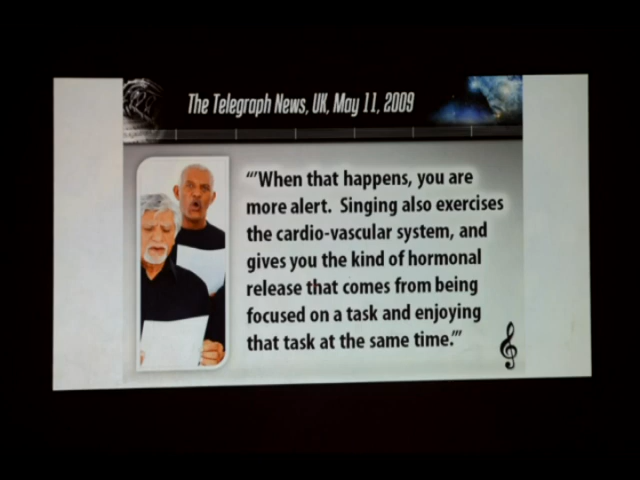 The Telegraph News, UK, May 11, 2009
“‘When that happens, you are
more alert.  Singing also exercises
the cardio-vascular system, and
gives you the kind of hormonal
release that comes from being
focused on a task and enjoying
that task at the same time.’”